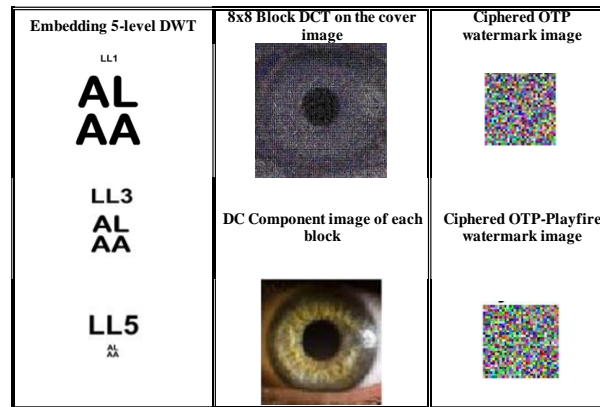 Embedding 5-level DWT
LL1
AL
AA
LL3
AL
AA
LL5
AL
AA
8x8 Block DCT on the cover
image
DC Component image of each
block
Ciphered OTP
watermark image
Ciphered OTP-Playfire
watermark image